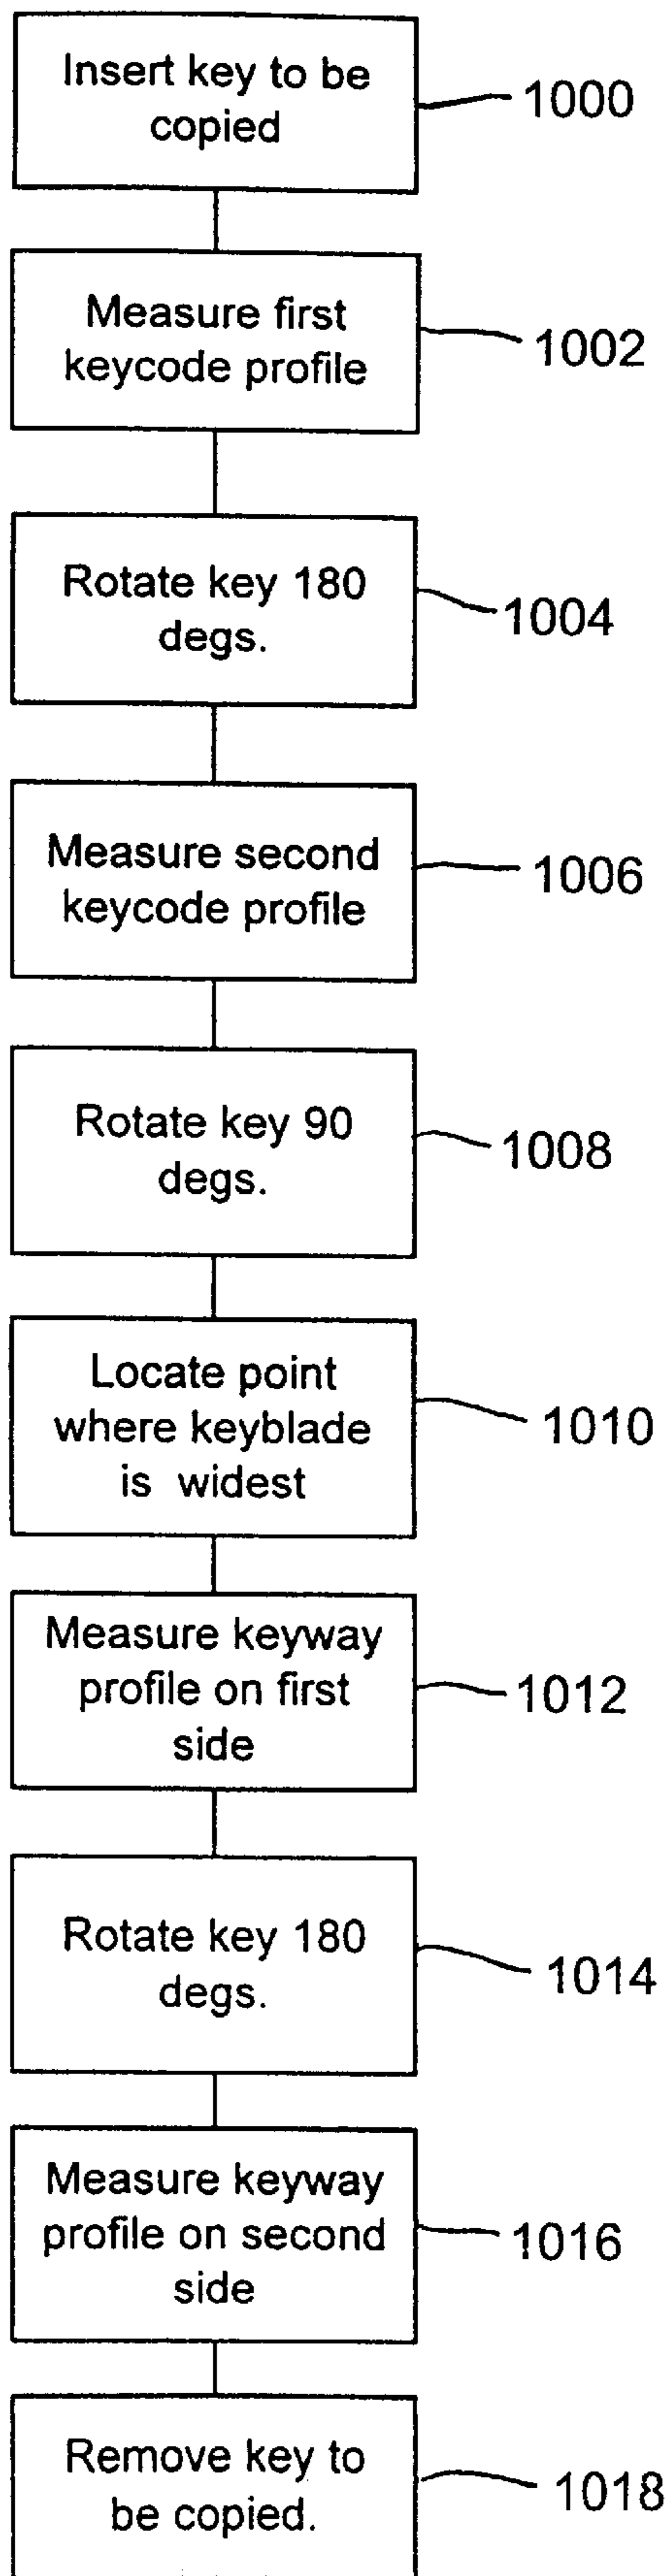 Insert key to be
copied
1000
Measure first
keycode profile
1002
Rotate key 180
degs.
1004
Measure second
keycode profile
1006
Rotate key 90
degs.
1008
Locate point
where keyblade
is widest
1010
Measure keyway
profile on first
side
1012
Rotate key 180
degs.
1014
Measure keyway
profile on second
side
1016
Remove key to
be copied.
1018